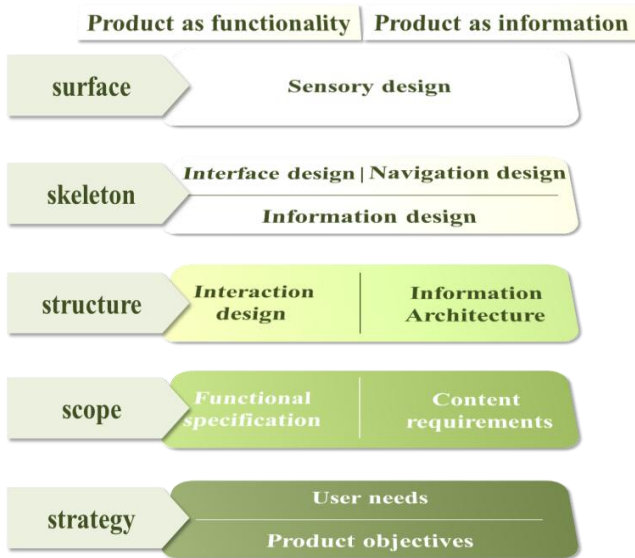 Product as functionality
Product as information
surface
Sensory design
skeleton
Interface design | Navigation design
Information design
structure
Interaction
design
Information
Architecture
scope
Functional
specification
Content
requirements
strategy
User needs
Product objectives